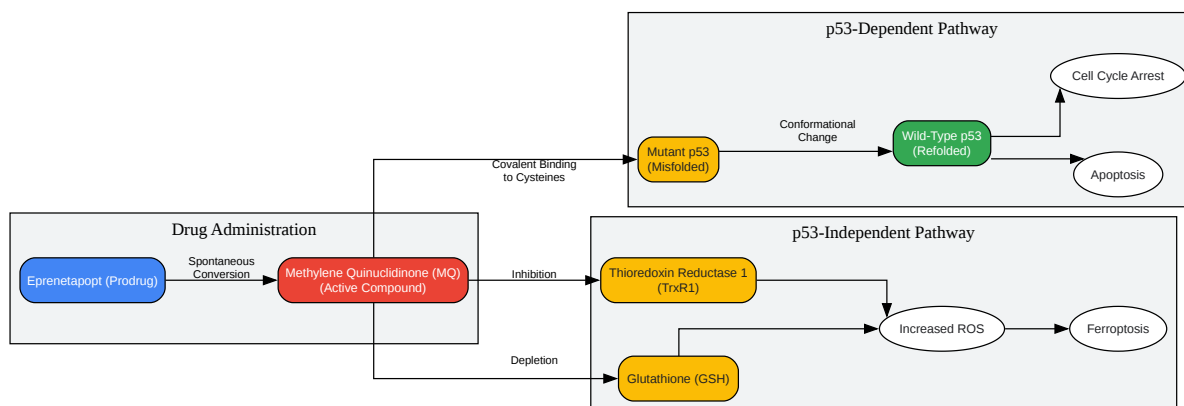 p53-Dependent Pathway
Cell Cycle Arrest
Conformational
Change
Wild-Type p53
(Refolded)
Mutant p53
(Misfolded)
Covalent Binding
to Cysteines
Apoptosis
Drug Administration
p53-Independent Pathway
Spontaneous
Conversion
Eprenetapopt (Prodrug)
Methylene Quinuclidinone (MQ)
(Active Compound)
Inhibition
Thioredoxin Reductase 1
(TrxR1)
Increased ROS
Ferroptosis
Depletion
Glutathione (GSH)